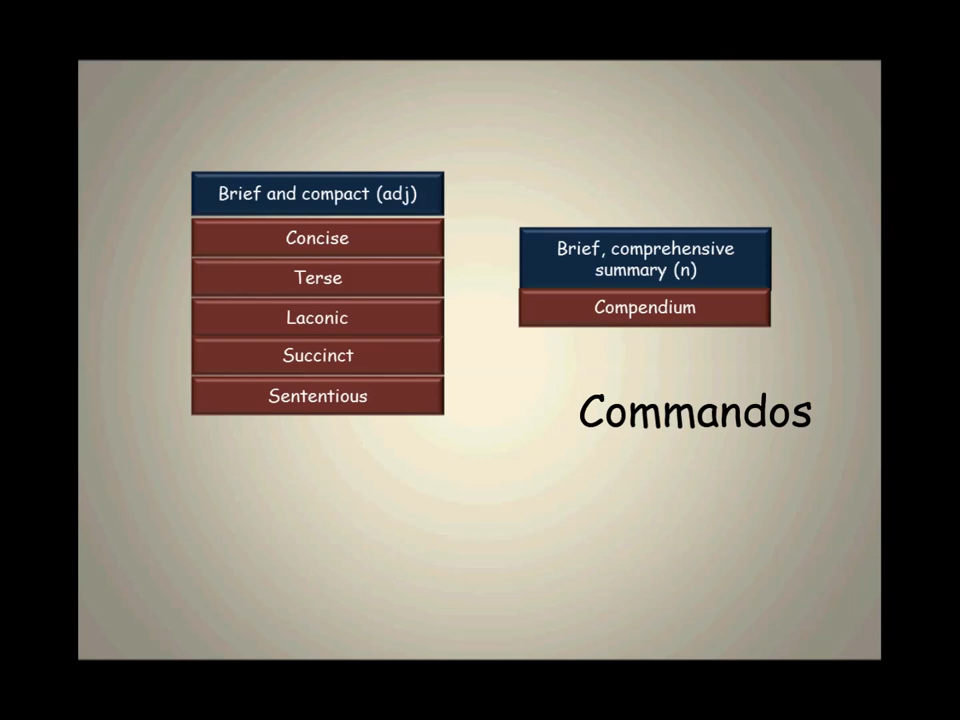 Brief and compact (adj)
Concise
Terse
Laconic
Succinct
Sententious
Brief, comprehensive
summary (n)
Compendium
Commandos